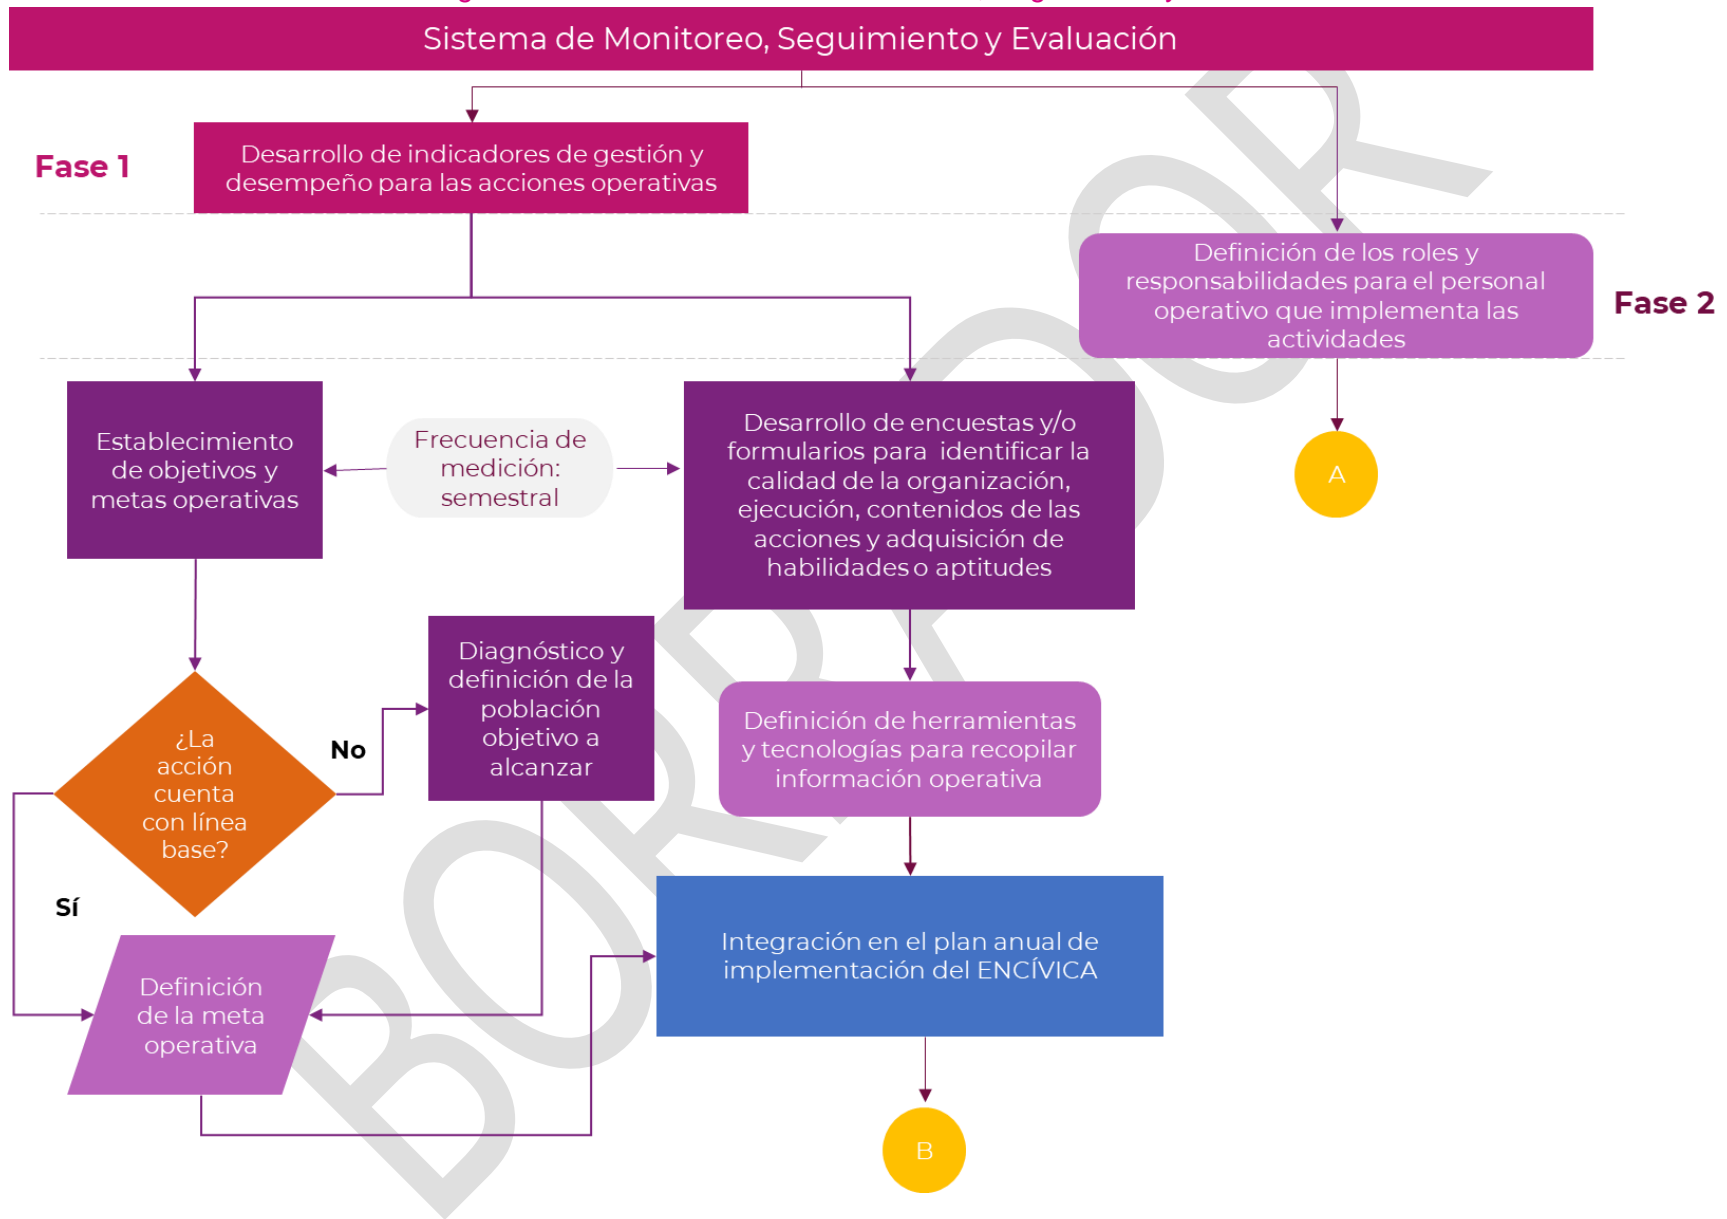 Sistema de Monitoreo, Seguimiento y Evaluación
Fase 1
Desarrollo de indicadores de gestión y
desempeño para las acciones operativas
Definición de los roles y
responsabilidades para el personal
operativo que implementa las
actividades
Fase 2
Establecimiento
de objetivos y
metas operativas
Frecuencia de
medición:
semestral
Desarrollo de encuestas y/o
formularios para identificar la
calidad de la organización,
ejecución, contenidos de las
acciones y adquisición de
habilidades o aptitudes
A
Diagnóstico y
definición de la
población
objetivo a
alcanzar
Definición de herramientas
y tecnologías para recopilar
información operativa
¿La
acción
cuenta
con línea
base?
No
Sí
Definición
de la meta
operativa
Integración en el plan anual de
implementación del ENCÍVICA
B
BORRADOR